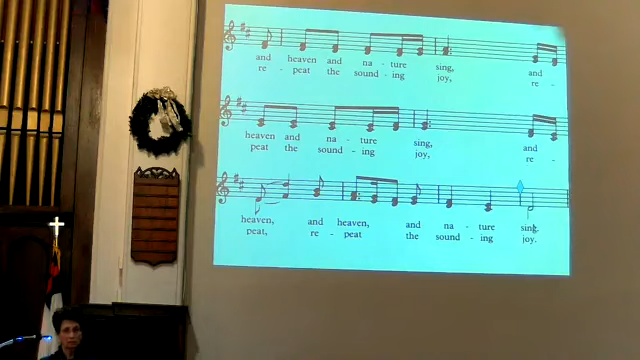 and heaven and na - ture sing, and
re - peat the sound - ing joy, re -
heaven and na - ture sing, and
peat the sound - ing joy, re -
heaven, and heaven, and na - ture sing.
peat, re - peat the sound - ing joy.